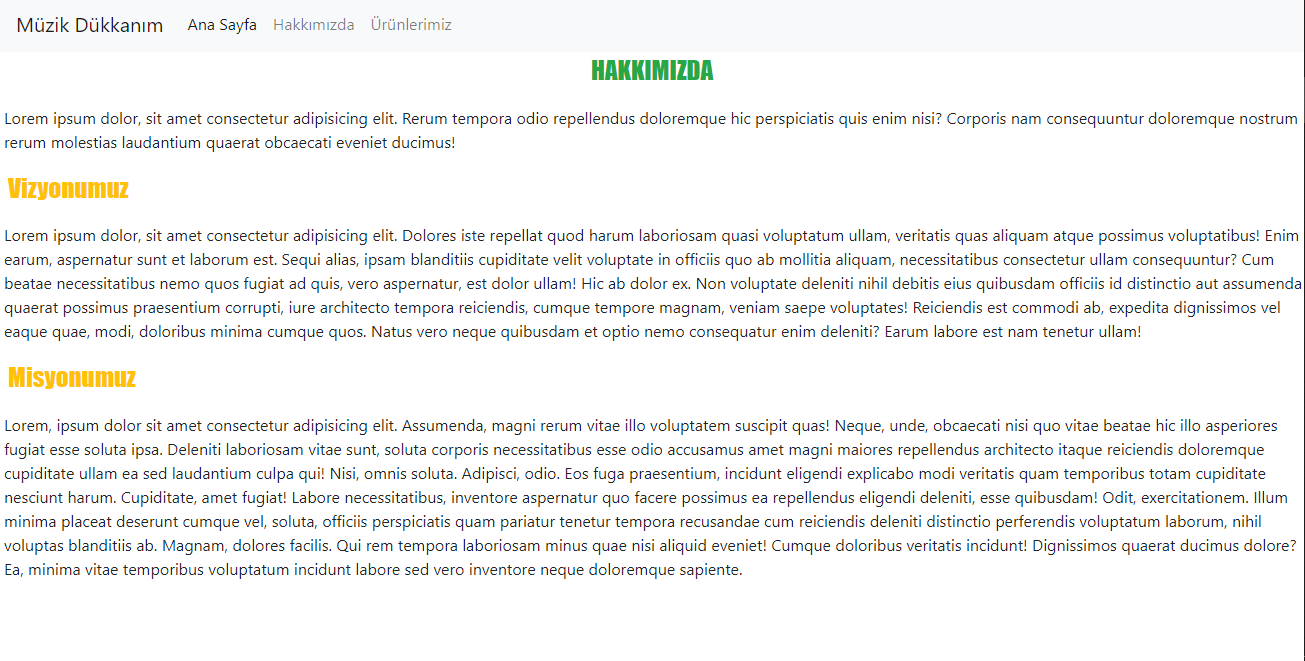 Müzik Dükkanım Ana Sayfa Hakkımızda Ürünlerimiz
HAKKIMIZDA
Lorem ipsum dolor, sit amet consectetur adipisicing elit. Rerum tempora odio repellendus doloremque hic perspiciatis quis enim nisi? Corporis nam consequuntur doloremque nostrum
rerum molestias laudantium quaerat obcaecati eveniet ducimus!
Vizyonumuz
Lorem ipsum dolor, sit amet consectetur adipisicing elit. Dolores iste repellat quod harum laboriosam quasi voluptatum ullam, veritatis quas aliquam atque possimus voluptatibus! Enim
earum, aspernatur sunt et laborum est. Sequi alias, ipsam blanditiis cupiditate velit voluptate in officiis quo ab mollitia aliquam, necessitatibus consectetur ullam consequuntur? Cum
beatae necessitatibus nemo quos fugiat ad quis, vero aspernatur, est dolor ullam! Hic ab dolor ex. Non voluptate deleniti nihil debitis eius quibusdam officiis id distinctio aut assumenda
quaerat possimus praesentium corrupti, iure architecto tempora reiciendis, cumque tempore magnam, veniam saepe voluptates! Reiciendis est commodi ab, expedita dignissimos vel
eaque quae, modi, doloribus minima cumque quos. Natus vero neque quibusdam et optio nemo consequatur enim deleniti? Earum labore est nam tenetur ullam!
Misyonumuz
Lorem, ipsum dolor sit amet consectetur adipisicing elit. Assumenda, magni rerum vitae illo voluptatem suscipit quas! Neque, unde, obcaecati nisi quo vitae beatae hic illo asperiores
fugiat esse soluta ipsa. Deleniti laboriosam vitae sunt, soluta corporis necessitatibus esse odio accusamus amet magni maiores repellendus architecto itaque reiciendis doloremque
cupiditate ullam ea sed laudantium culpa qui! Nisi, omnis soluta. Adipisci, odio. Eos fuga praesentium, incidunt eligendi explicabo modi veritatis quam temporibus totam cupiditate
nesciunt harum. Cupiditate, amet fugiat! Labore necessitatibus, inventore aspernatur quo facere possimus ea repellendus eligendi deleniti, esse quibusdam! Odit, exercitationem. Illum
minima placeat deserunt cumque vel, soluta, officiis perspiciatis quam pariatur tenetur tempora recusandae cum reiciendis deleniti distinctio perferendis voluptatum laborum, nihil
voluptas blanditiis ab. Magnam, dolores facilis. Qui rem tempora laboriosam minus quae nisi aliquid eveniet! Cumque doloribus veritatis incidunt! Dignissimos quaerat ducimus dolore?
Ea, minima vitae temporibus voluptatum incidunt labore sed vero inventore neque doloremque sapiente.